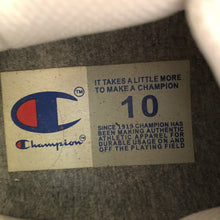 IT TAKES A LITTLE MORE
TO MAKE A CHAMPION
10
SINCE 1919 CHAMPION HAS
BEEN MAKING AUTHENTIC
ATHLETIC APPAREL FOR
DURABLE USAGE ON AND
OFF THE PLAYING FIELD
TM
Champion
TM